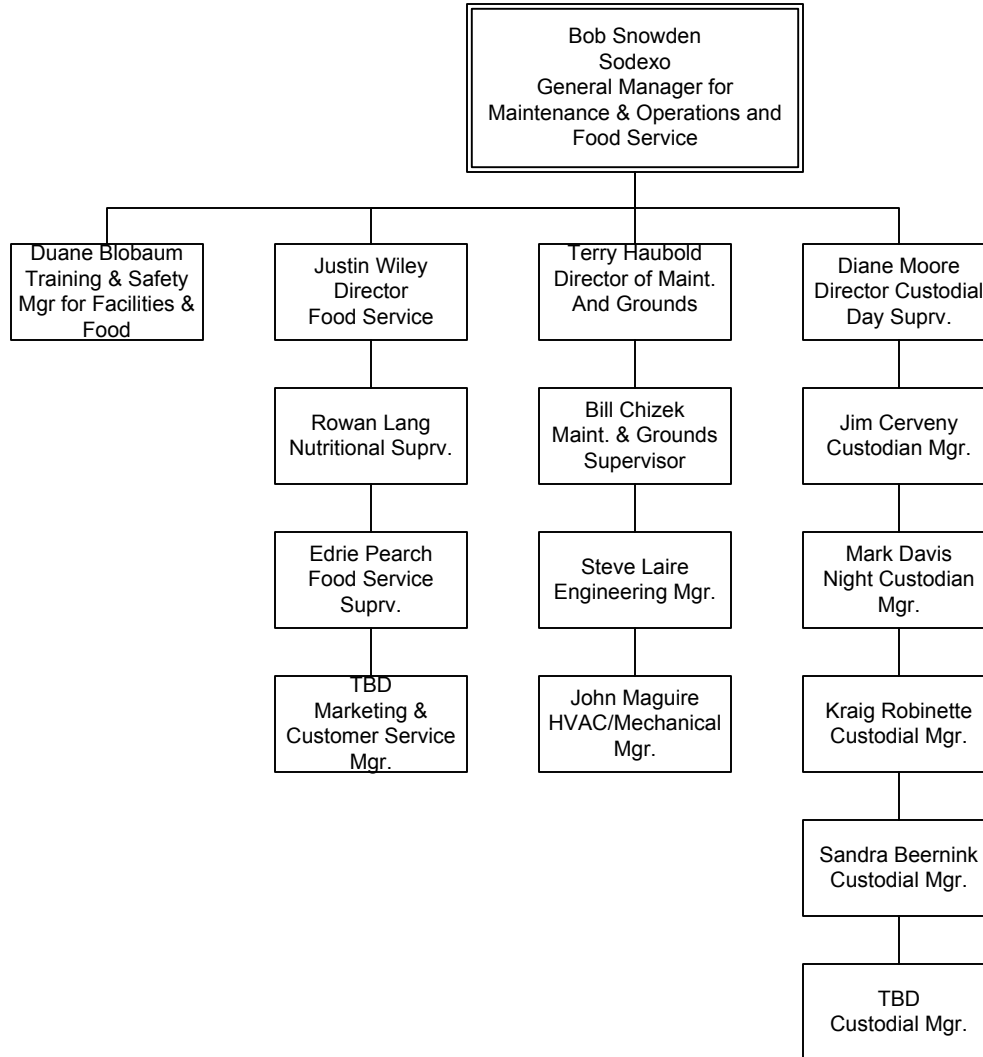 Bob Snowden
Sodexo
General Manager for
Maintenance & Operations and
Food Service
Duane Blobaum
Training & Safety
Mgr for Facilities &
Food
Justin Wiley
Director
Food Service
Terry Haubold
Director of Maint.
And Grounds
Diane Moore
Director Custodial
Day Suprv.
Rowan Lang
Nutritional Suprv.
Bill Chizek
Maint. & Grounds
Supervisor
Jim Cerveny
Custodian Mgr.
Edrie Pearch
Food Service
Suprv.
Steve Laire
Engineering Mgr.
Mark Davis
Night Custodian
Mgr.
TBD
Marketing &
Customer Service
Mgr.
John Maguire
HVAC/Mechanical
Mgr.
Kraig Robinette
Custodial Mgr.
Sandra Beernink
Custodial Mgr.
TBD
Custodial Mgr.